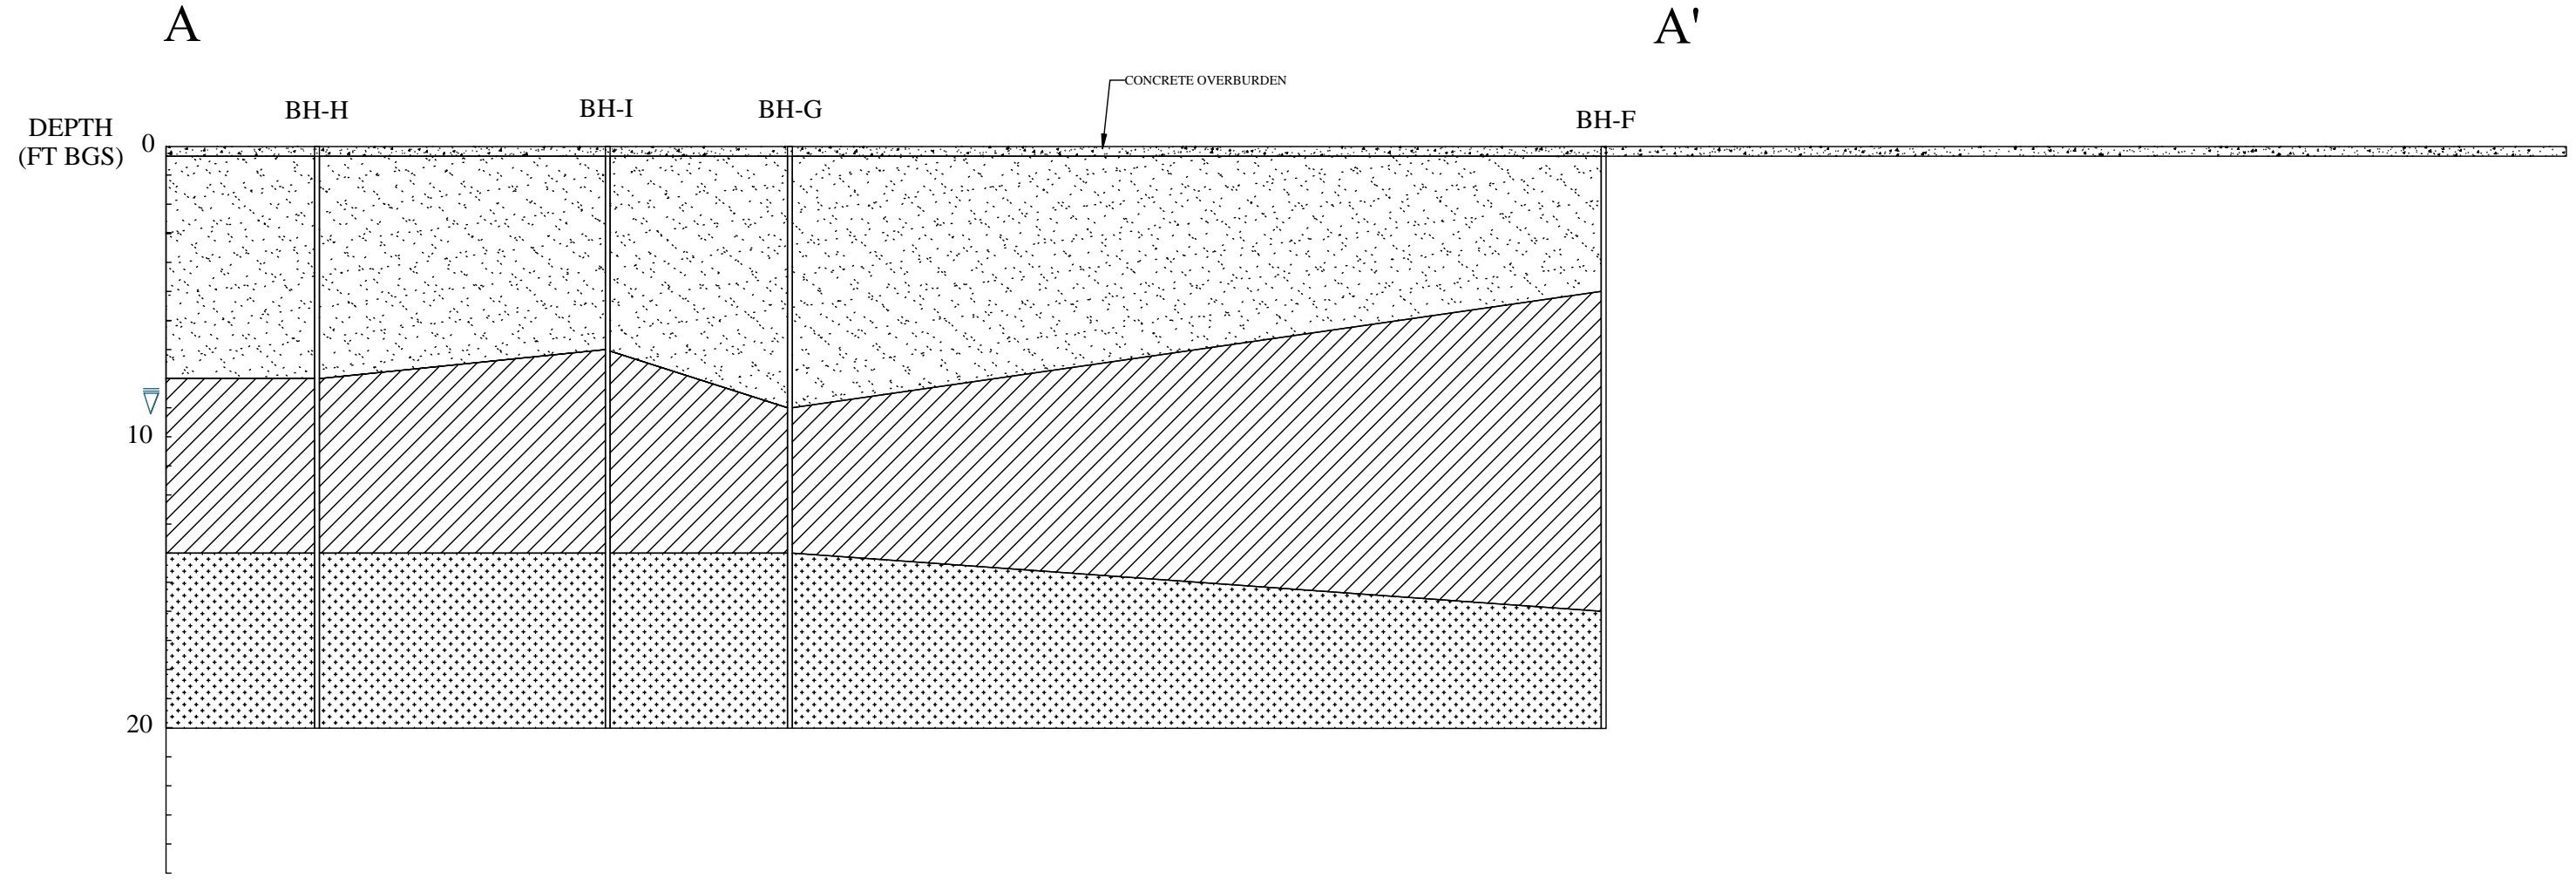 A
A'
CONCRETE OVERBURDEN
BH-H
BH-I
BH-G
BH-F
DEPTH
(FT BGS)
0
10
20